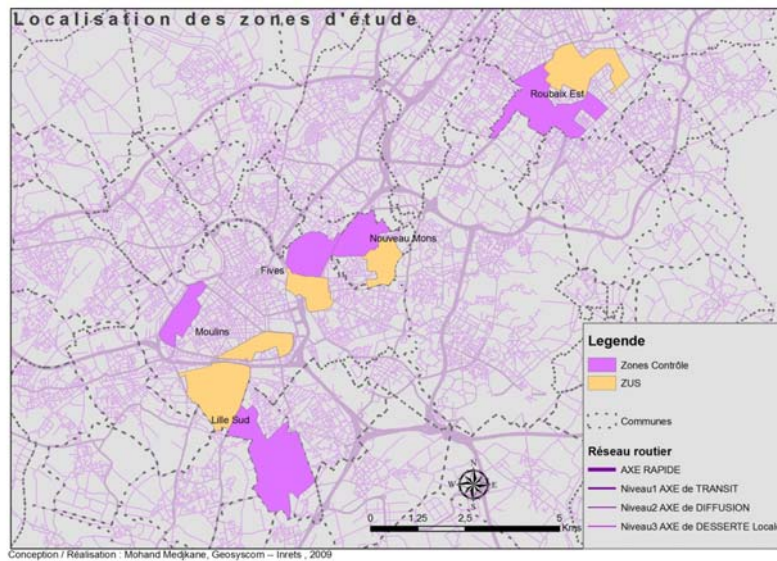 Localisation des zones d'étude
Roubaix Est
Nouveau Mons
Fives
Moulins
Lille Sud
Legende
Zones Contrôle
ZUS
Communes
Réseau routier
AXE RAPIDE
Niveau1 AXE de TRANSIT
Niveau2 AXE de DIFFUSION
Niveau3 AXE de DESSERTE Locale
N
W E
S
0 1,25 2,5 5
Kms
Conception / Réalisation : Mohand Medjkane, Geosyscom -- Inrets , 2009